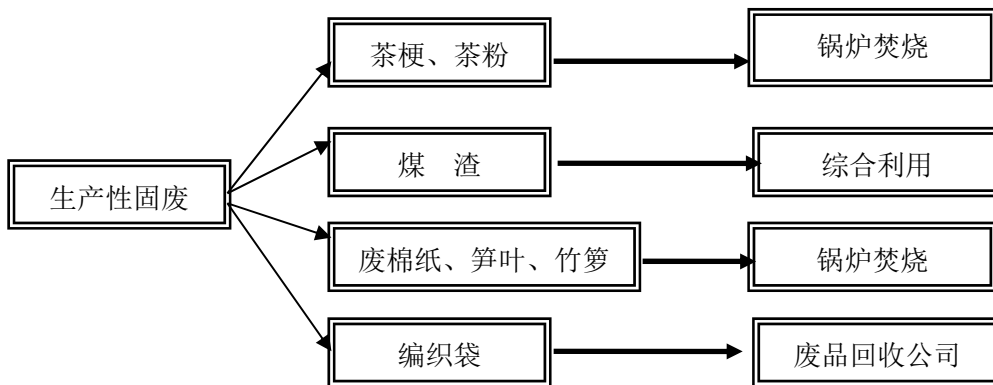 茶梗、茶粉
锅炉焚烧
煤 渣
综合利用
生产性固废
废棉纸、笋叶、竹箩
锅炉焚烧
编织袋
废品回收公司